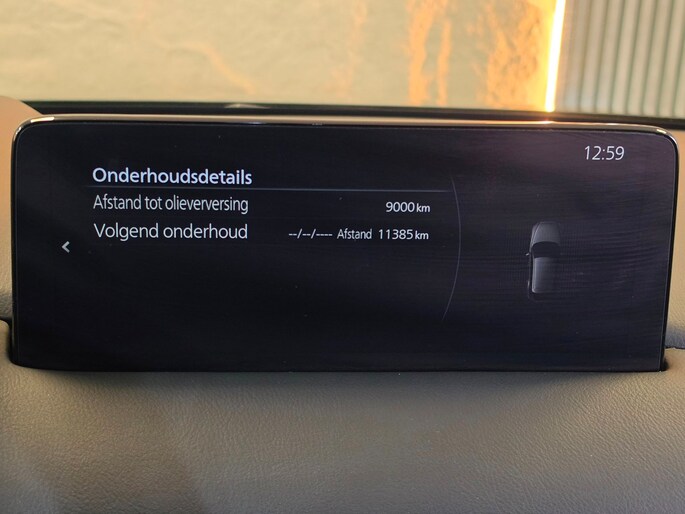 12:59
Onderhoudsdetails
Afstand tot olieverversing 9000 km
Volgend onderhoud --/--/---- Afstand 11385 km